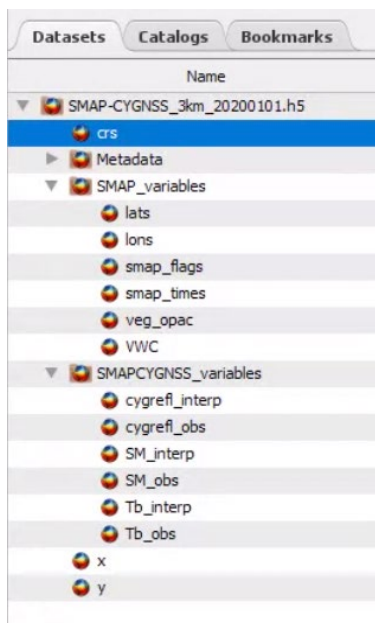 Datasets Catalogs Bookmarks
Name
SMAP-CYGNSS_3km_20200101.h5
crs
Metadata
SMAP_variables
lats
lons
smap_flags
smap_times
veg_opac
VWC
SMAPCYGNSS_variables
cygrefl_interp
cygrefl_obs
SM_interp
SM_obs
Tb_interp
Tb_obs
x
y